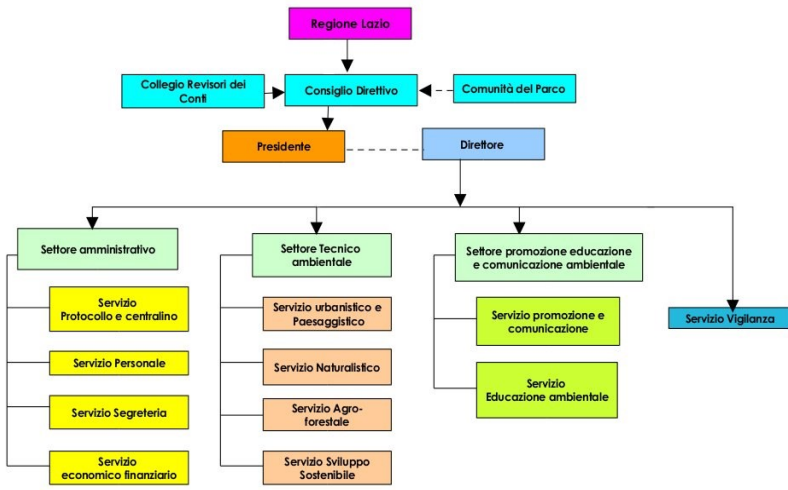 Regione Lazio
Collegio Revisori dei
Conti
Consiglio Direttivo
Comunità del Parco
Presidente
Direttore
Settore amministrativo
Settore Tecnico
ambientale
Settore promozione educazione
e comunicazione ambientale
Servizio
Protocollo e centralino
Servizio urbanistico e
Paesaggistico
Servizio promozione e
comunicazione
Servizio Vigilanza
Servizio Personale
Servizio Naturalistico
Servizio
Educazione ambientale
Servizio Segreteria
Servizio Agro-
forestale
Servizio
economico finanziario
Servizio Sviluppo
Sostenibile